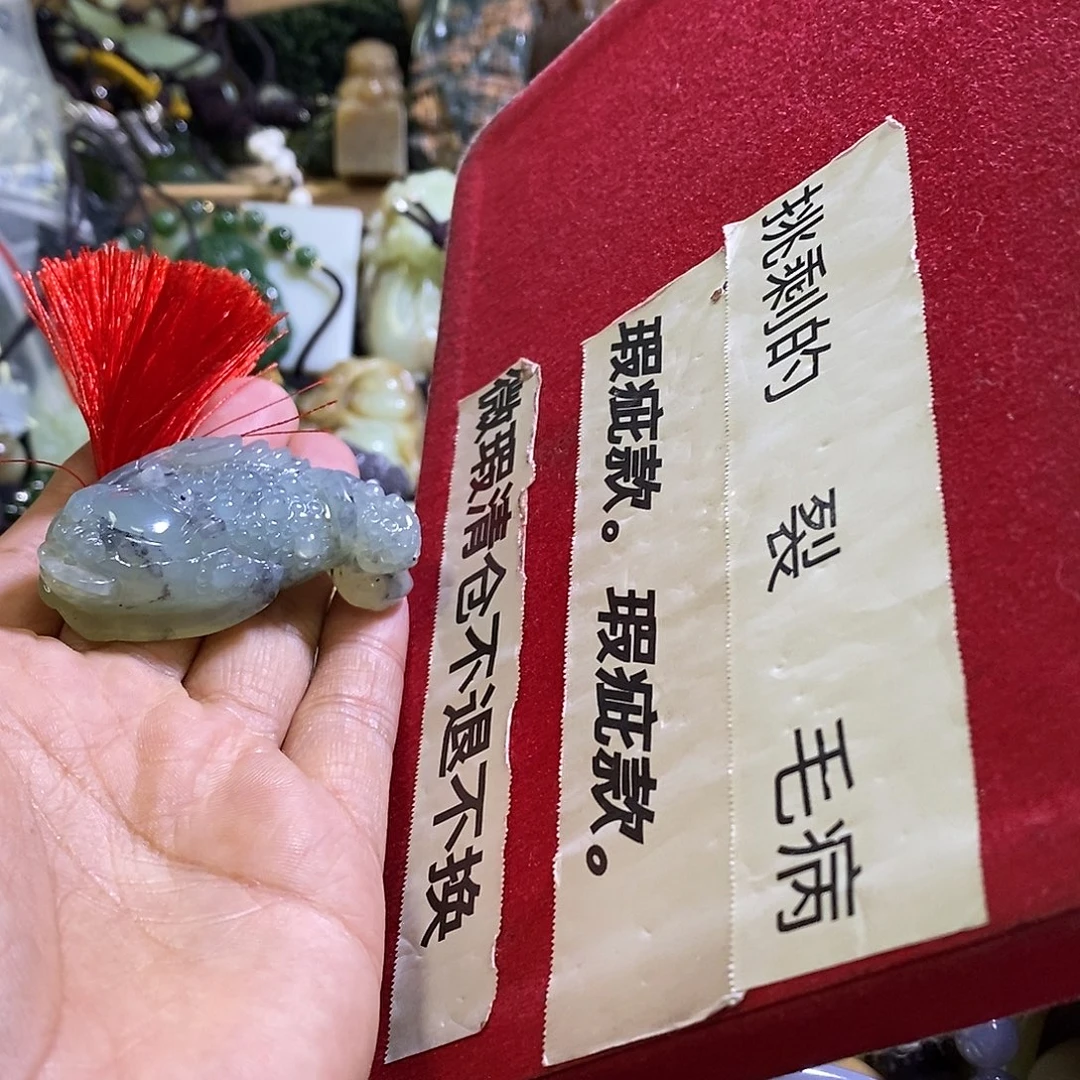 挑剩的 裂 毛病
瑕疵款。 瑕疵款。
微瑕清仓不退不换